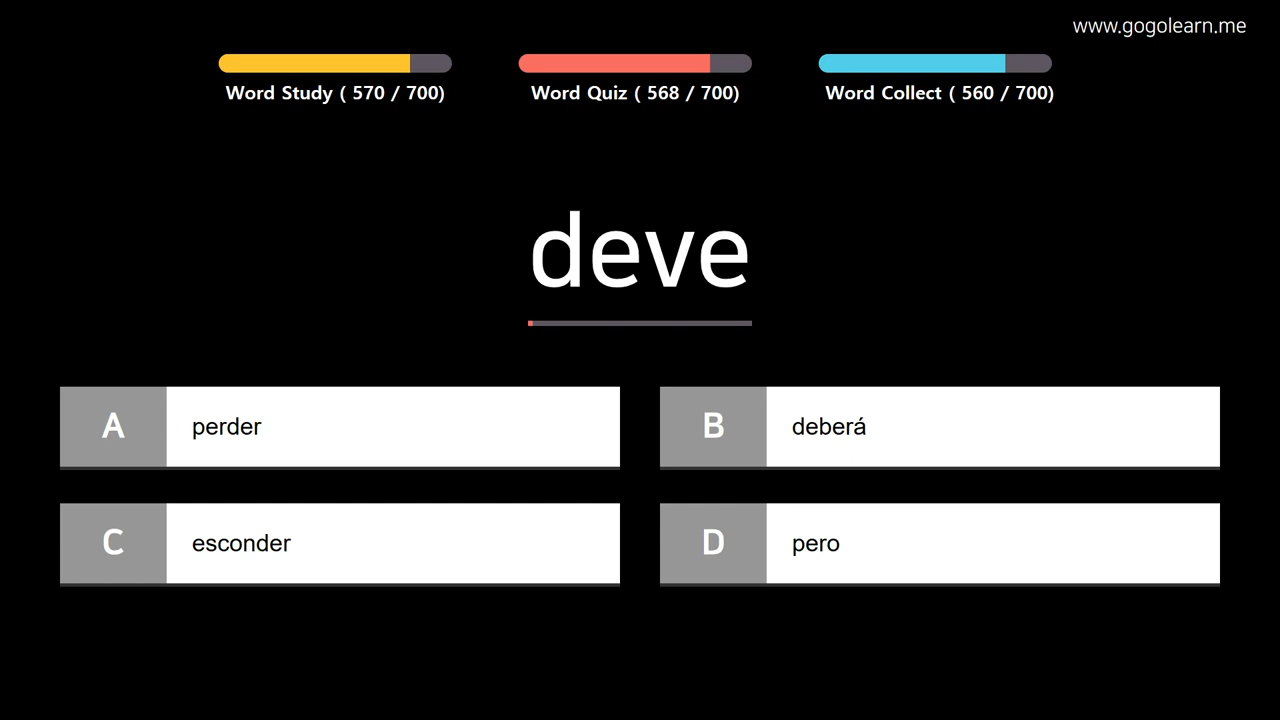 www.gogolearn.me
Word Study ( 570 / 700)
Word Quiz ( 568 / 700)
Word Collect ( 560 / 700)
deve
A perder
B deberá
C esconder
D pero